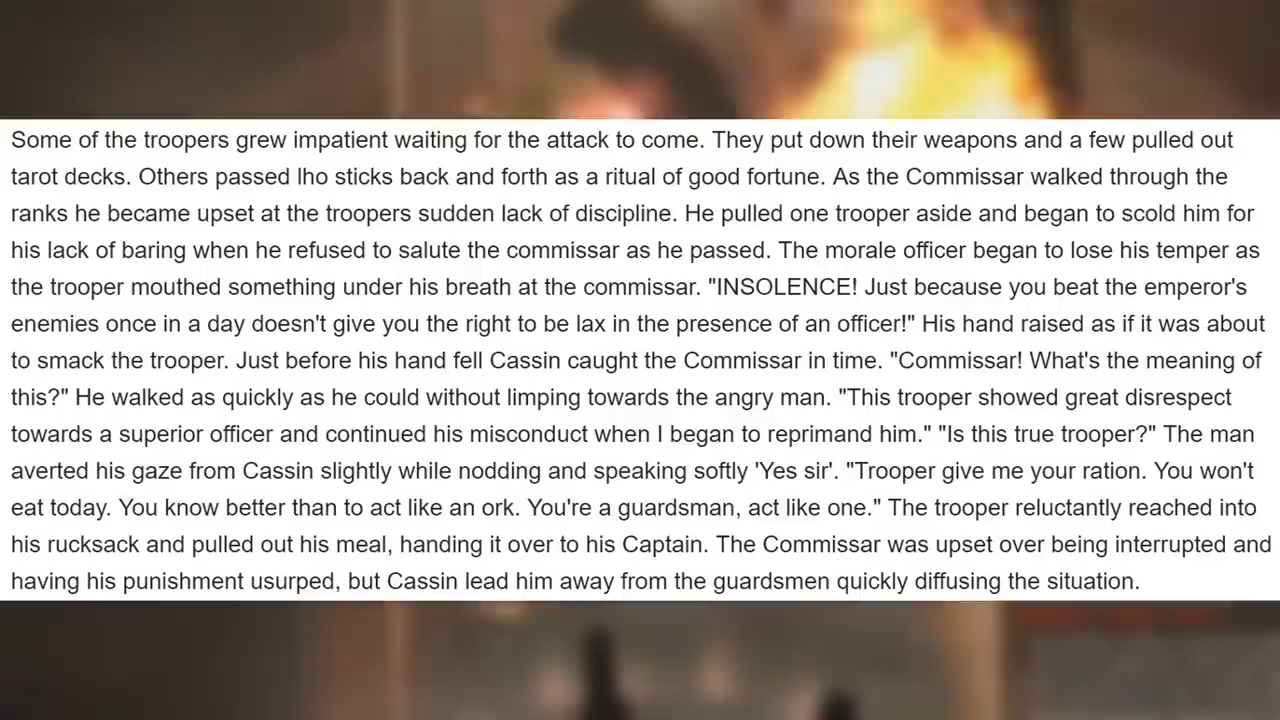 Some of the troopers grew impatient waiting for the attack to come. They put down their weapons and a few pulled out
tarot decks. Others passed lho sticks back and forth as a ritual of good fortune. As the Commissar walked through the
ranks he became upset at the troopers sudden lack of discipline. He pulled one trooper aside and began to scold him for
his lack of baring when he refused to salute the commissar as he passed. The morale officer began to lose his temper as
the trooper mouthed something under his breath at the commissar. "INSOLENCE! Just because you beat the emperor's
enemies once in a day doesn't give you the right to be lax in the presence of an officer!" His hand raised as if it was about
to smack the trooper. Just before his hand fell Cassin caught the Commissar in time. "Commissar! What's the meaning of
this?" He walked as quickly as he could without limping towards the angry man. "This trooper showed great disrespect
towards a superior officer and continued his misconduct when I began to reprimand him." "Is this true trooper?" The man
averted his gaze from Cassin slightly while nodding and speaking softly 'Yes sir'. "Trooper give me your ration. You won't
eat today. You know better than to act like an ork. You're a guardsman, act like one." The trooper reluctantly reached into
his rucksack and pulled out his meal, handing it over to his Captain. The Commissar was upset over being interrupted and
having his punishment usurped, but Cassin lead him away from the guardsmen quickly diffusing the situation.